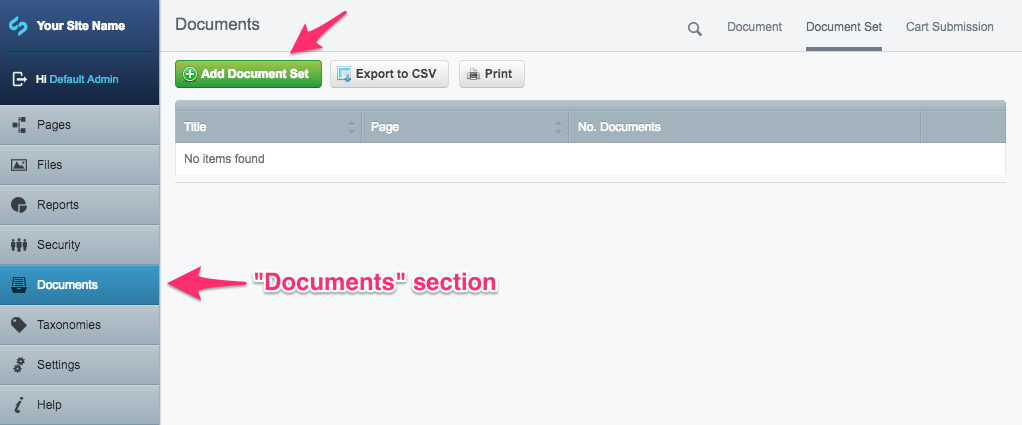 Your Site Name
Documents
Document
Document Set
Cart Submission
Hi Default Admin
Add Document Set
Export to CSV
Print
Title
Page
No. Documents
No items found
Pages
Files
Reports
Security
Documents
"Documents" section
Taxonomies
Settings
Help